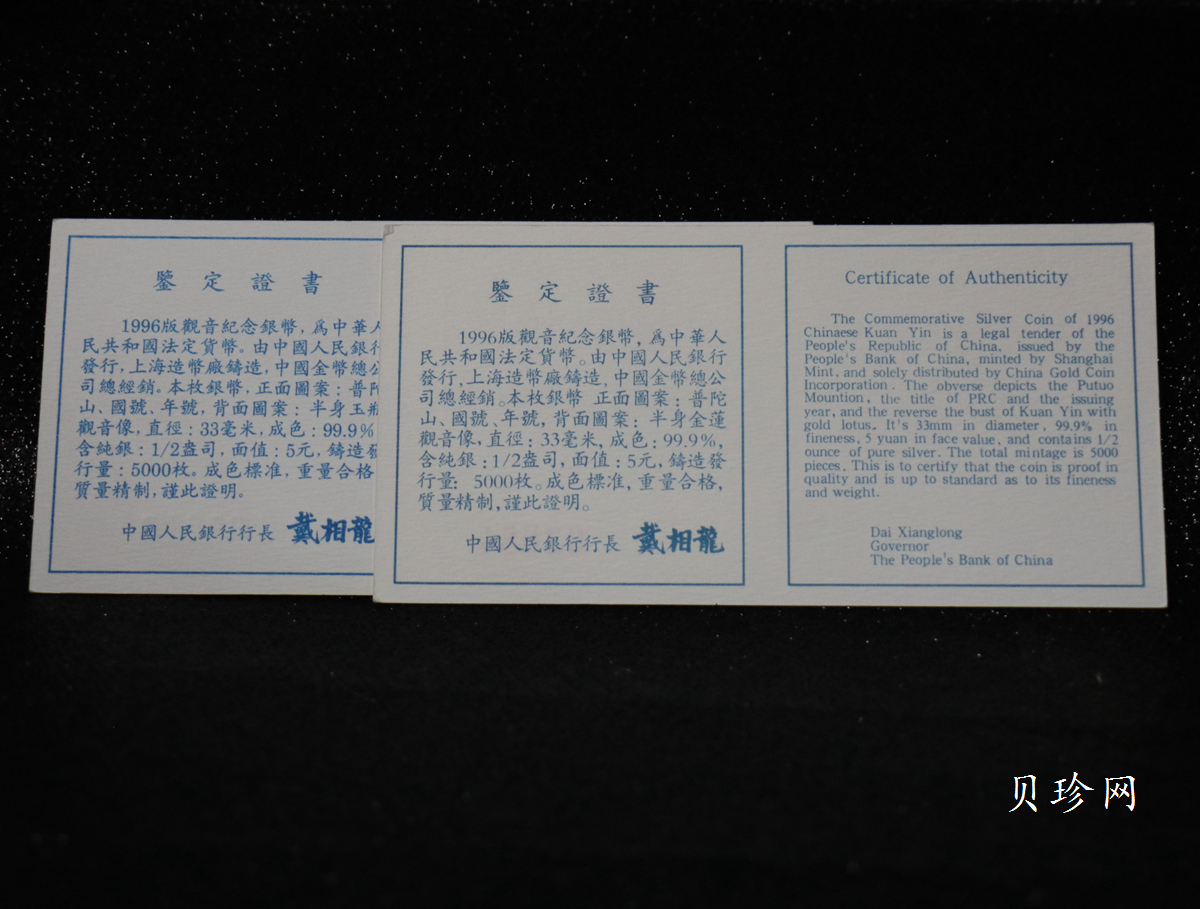 鑒定證書
1996版觀音紀念銀幣，爲中華人
民共和國法定貨幣。由中國人民銀行
發行，上海造幣廠鑄造，中國金幣總公
司總經銷。本枚銀幣，正面圖案：普陀
山、國號、年號，背面圖案：半身玉瓶
觀音像，直徑：33毫米，成色：99.9%
含純銀：1/2盎司，面值：5元，鑄造發
行量：5000枚。成色標准，重量合格，
質量精制，謹此證明。
中國人民銀行行長 戴相龍
鑒定證書
1996版觀音紀念銀幣，爲中華人
民共和國法定貨幣。由中國人民銀行
發行，上海造幣廠鑄造，中國金幣總公
司總經銷。本枚銀幣 正面圖案：普陀
山、國號、年號，背面圖案：半身金蓮
觀音像，直徑：33毫米，成色：99.9%，
含純銀：1/2盎司，面值：5元，鑄造發
行量：5000枚。成色標准，重量合格，
質量精制，謹此證明。
中國人民銀行行長 戴相龍
Certificate of Authenticity
The Commemorative Silver Coin of 1996
Chinaese Kuan Yin is a legal tender of the
People's Republic of China, issued by the
People's Bank of China, minted by Shanghai
Mint, and solely distributed by China Gold Coin
Incorporation. The obverse depicts the Putuo
Mountion, the title of PRC and the issuing
year, and the reverse the bust of Kuan Yin with
gold lotus. It's 33mm in diameter, 99.9% in
fineness, 5 yuan in face value, and contains 1/2
ounce of pure silver. The total mintage is 5000
pieces. This is to certify that the coin is proof in
quality and is up to standard as to its fineness
and weight.
Dai Xianglong
Governor
The People's Bank of China
贝珍网